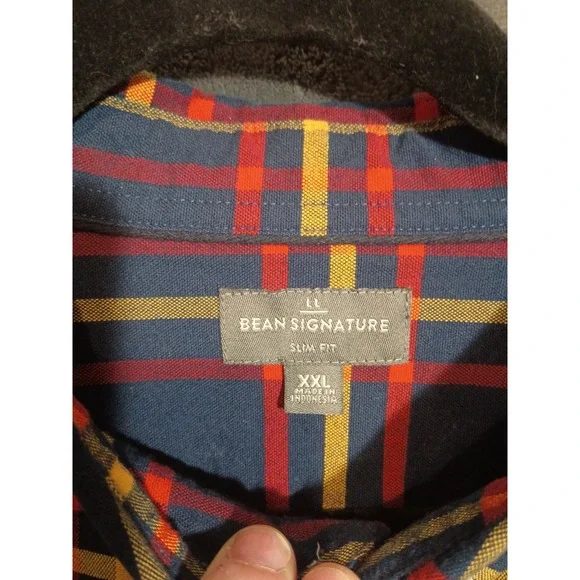 LL
BEAN SIGNATURE
SLIM FIT
XXL
MADE IN
INDONESIA